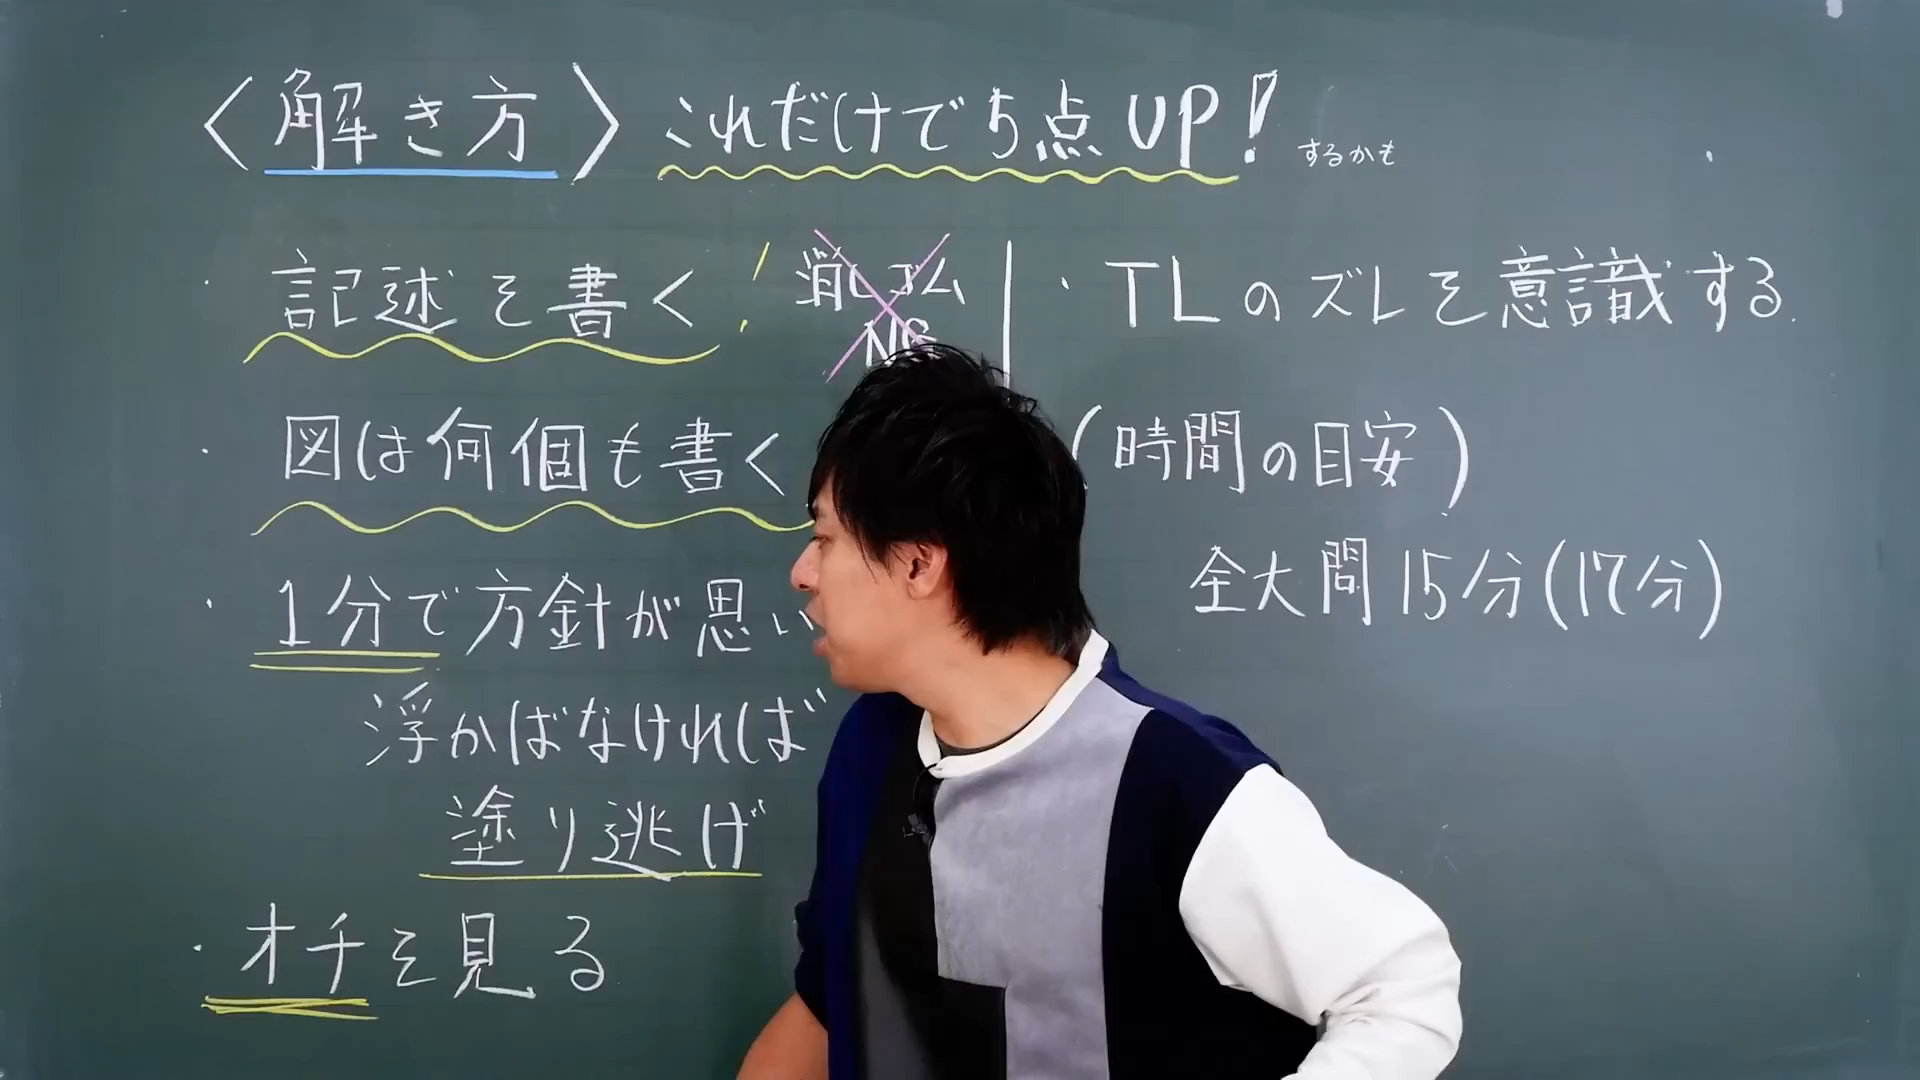 〈解き方〉これだけで5点UP! するかも
・記述を書く! 消しゴム
NG
・図は何個も書く
・1分で方針が思い
浮かばなければ
塗り逃げ
・オチを見る
・TLのズレを意識する.
(時間の目安)
全大問15分(17分)